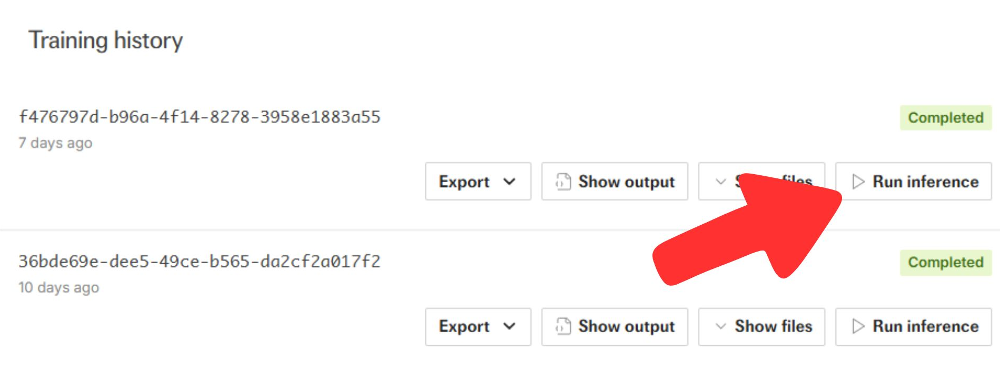 Training history
f476797d-b96a-4f14-8278-3958e1883a55
Completed
7 days ago
Export Show output files Run inference
36bde69e-dee5-49ce-b565-da2cf2a017f2
Completed
10 days ago
Export Show output Show files Run inference